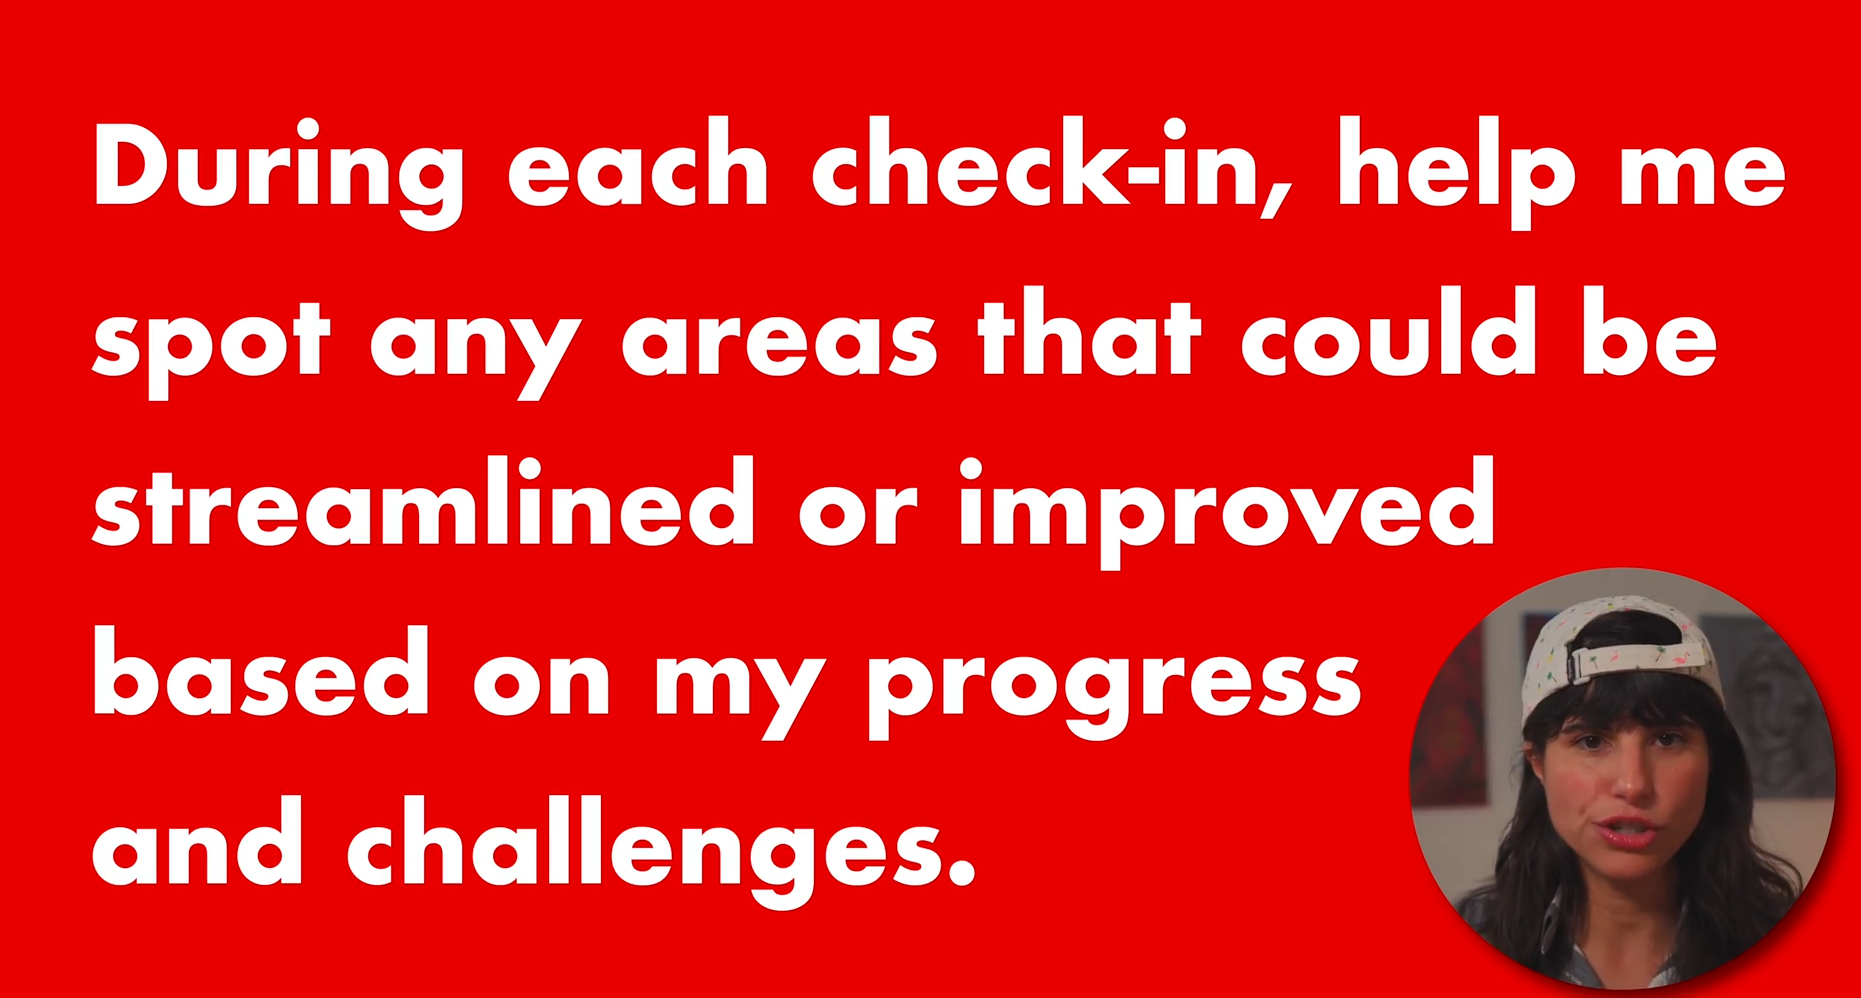 During each check-in, help me
spot any areas that could be
streamlined or improved
based on my progress
and challenges.